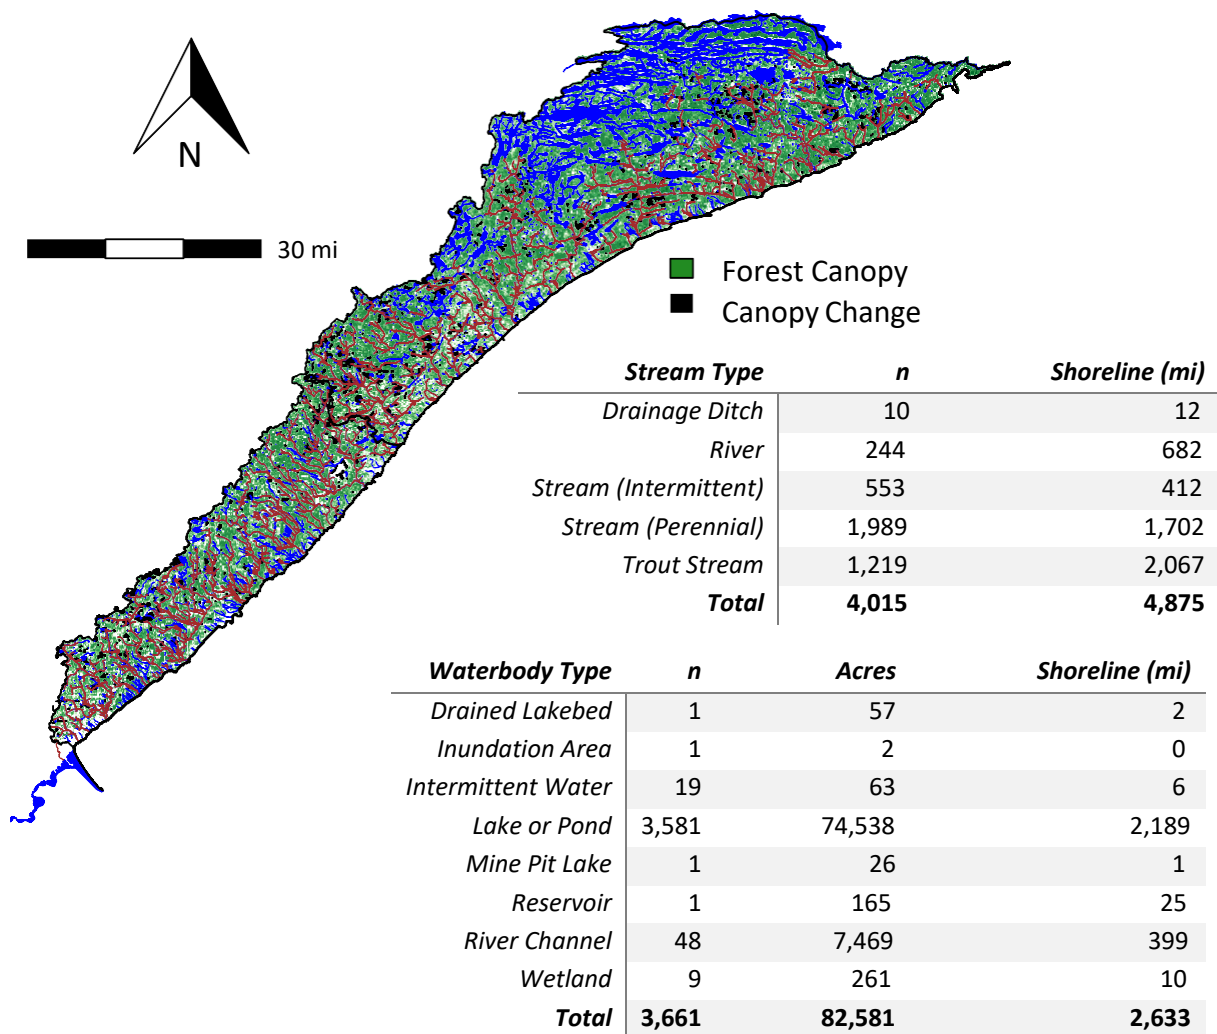 N
30 mi
Forest Canopy
Canopy Change
Stream Type n Shoreline (mi)
Drainage Ditch 10 12
River 244 682
Stream (Intermittent) 553 412
Stream (Perennial) 1,989 1,702
Trout Stream 1,219 2,067
Total 4,015 4,875
Waterbody Type n Acres Shoreline (mi)
Drained Lakebed 1 57 2
Inundation Area 1 2 0
Intermittent Water 19 63 6
Lake or Pond 3,581 74,538 2,189
Mine Pit Lake 1 26 1
Reservoir 1 165 25
River Channel 48 7,469 399
Wetland 9 261 10
Total 3,661 82,581 2,633